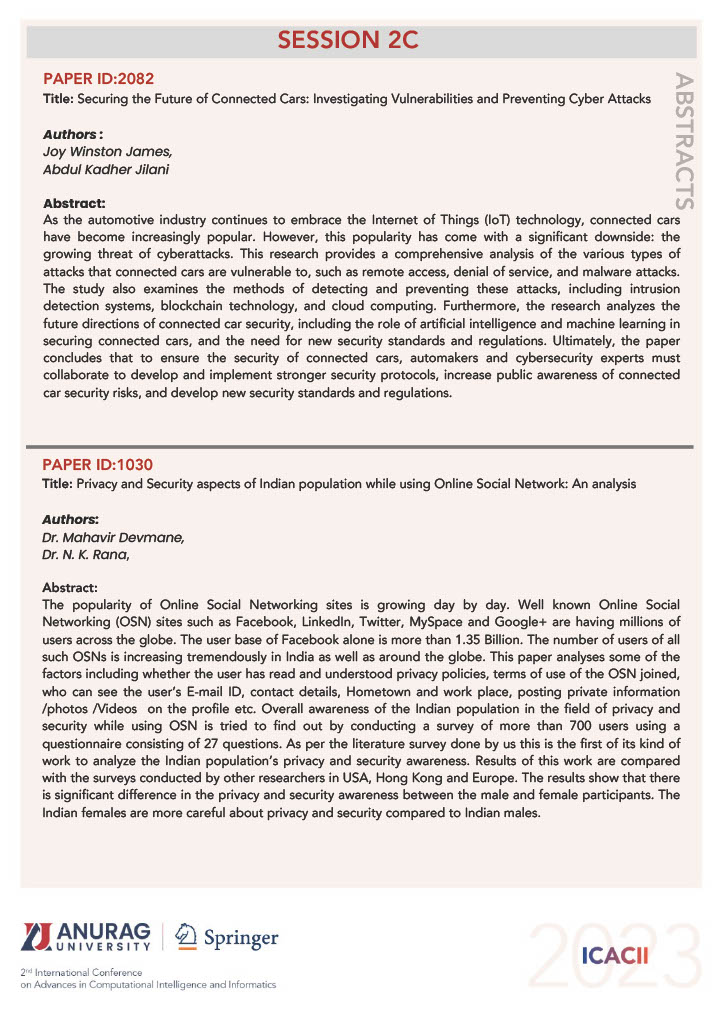 SESSION 2C
ABSTRACTS
PAPER ID:2082
Title: Securing the Future of Connected Cars: Investigating Vulnerabilities and Preventing Cyber Attacks
Authors :
Joy Winston James,
Abdul Kadher Jilani
Abstract:
As the automotive industry continues to embrace the Internet of Things (IoT) technology, connected cars
have become increasingly popular. However, this popularity has come with a significant downside: the
growing threat of cyberattacks. This research provides a comprehensive analysis of the various types of
attacks that connected cars are vulnerable to, such as remote access, denial of service, and malware attacks.
The study also examines the methods of detecting and preventing these attacks, including intrusion
detection systems, blockchain technology, and cloud computing. Furthermore, the research analyzes the
future directions of connected car security, including the role of artificial intelligence and machine learning in
securing connected cars, and the need for new security standards and regulations. Ultimately, the paper
concludes that to ensure the security of connected cars, automakers and cybersecurity experts must
collaborate to develop and implement stronger security protocols, increase public awareness of connected
car security risks, and develop new security standards and regulations.
PAPER ID:1030
Title: Privacy and Security aspects of Indian population while using Online Social Network: An analysis
Authors:
Dr. Mahavir Devmane,
Dr. N. K. Rana,
Abstract:
The popularity of Online Social Networking sites is growing day by day. Well known Online Social
Networking (OSN) sites such as Facebook, LinkedIn, Twitter, MySpace and Google+ are having millions of
users across the globe. The user base of Facebook alone is more than 1.35 Billion. The number of users of all
such OSNs is increasing tremendously in India as well as around the globe. This paper analyses some of the
factors including whether the user has read and understood privacy policies, terms of use of the OSN joined,
who can see the user's E-mail ID, contact details, Hometown and work place, posting private information
/photos /Videos on the profile etc. Overall awareness of the Indian population in the field of privacy and
security while using OSN is tried to find out by conducting a survey of more than 700 users using a
questionnaire consisting of 27 questions. As per the literature survey done by us this is the first of its kind of
work to analyze the Indian population's privacy and security awareness. Results of this work are compared
with the surveys conducted by other researchers in USA, Hong Kong and Europe. The results show that there
is significant difference in the privacy and security awareness between the male and female participants. The
Indian females are more careful about privacy and security compared to Indian males.
ANURAG
UNIVERSITY
Springer
2nd International Conference
on Advances in Computational Intelligence and Informatics
2023
ICACII